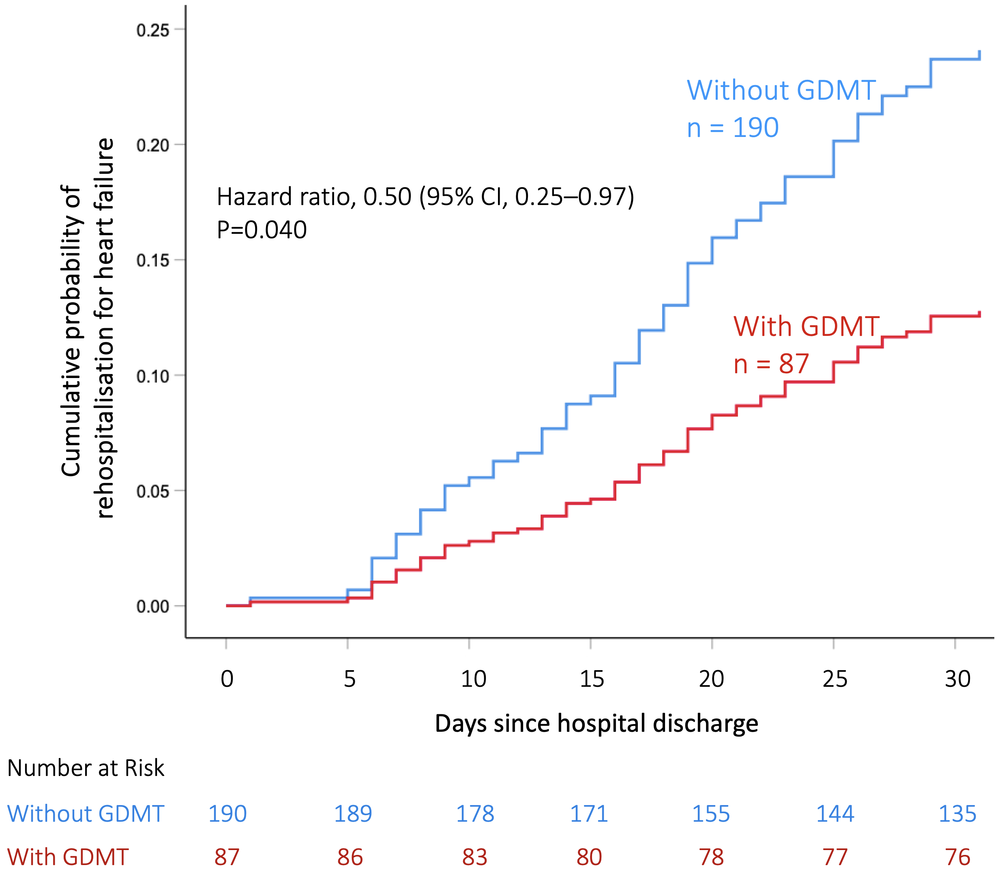 0.25
0.20
0.15
0.10
0.05
0.00
Cumulative probability of
rehospitalisation for heart failure
Without GDMT
n = 190
Hazard ratio, 0.50 (95% CI, 0.25–0.97)
P=0.040
With GDMT
n = 87
0 5 10 15 20 25 30
Days since hospital discharge
Number at Risk
Without GDMT 190 189 178 171 155 144 135
With GDMT 87 86 83 80 78 77 76